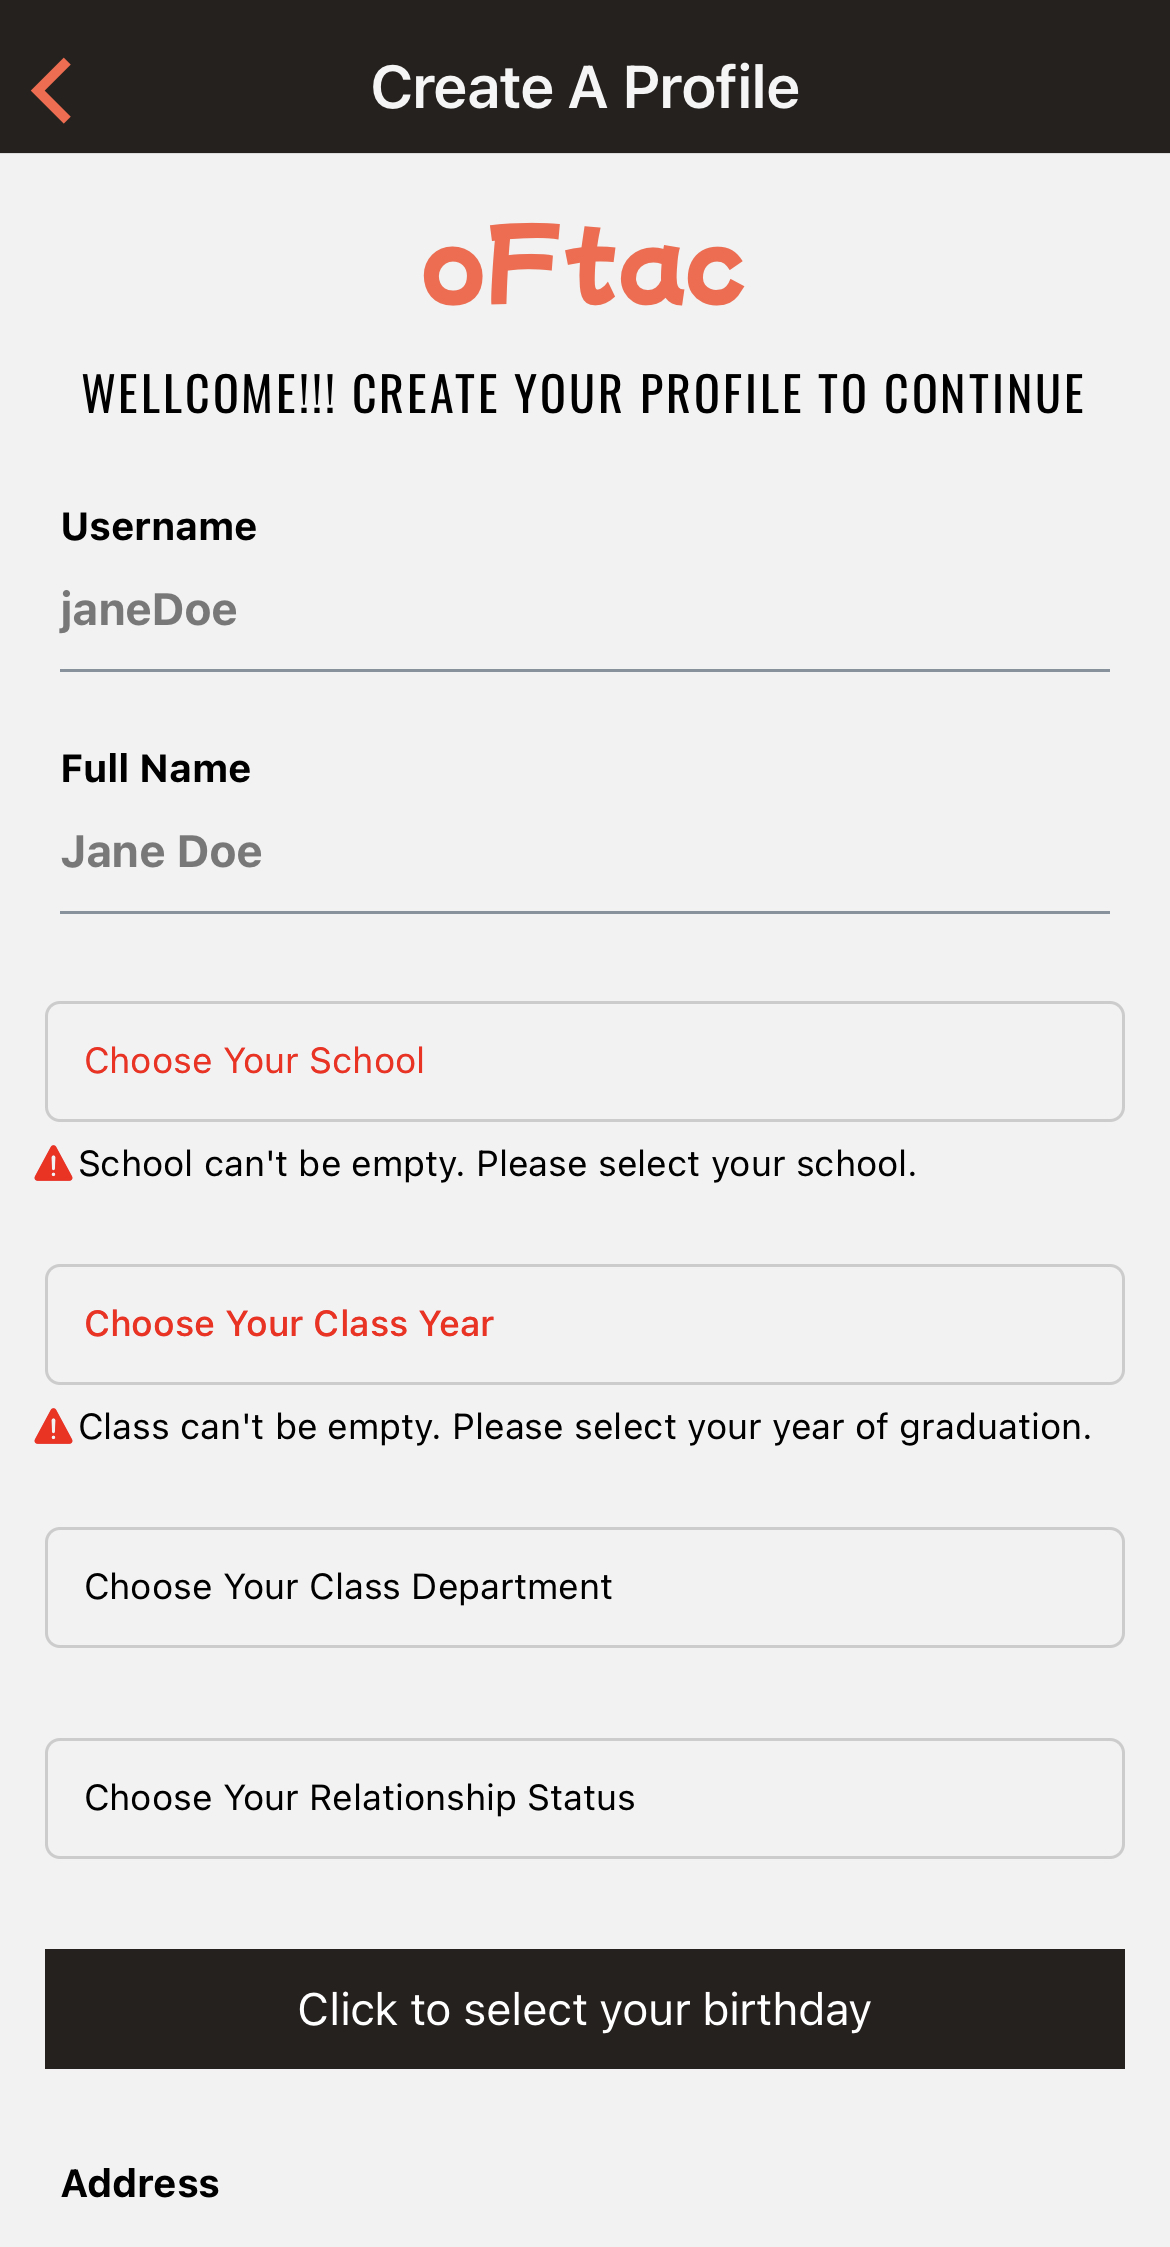 Create A Profile
oFtac
WELLCOME!!! CREATE YOUR PROFILE TO CONTINUE
Username
janeDoe
Full Name
Jane Doe
Choose Your School
School can't be empty. Please select your school.
Choose Your Class Year
Class can't be empty. Please select your year of graduation.
Choose Your Class Department
Choose Your Relationship Status
Click to select your birthday
Address